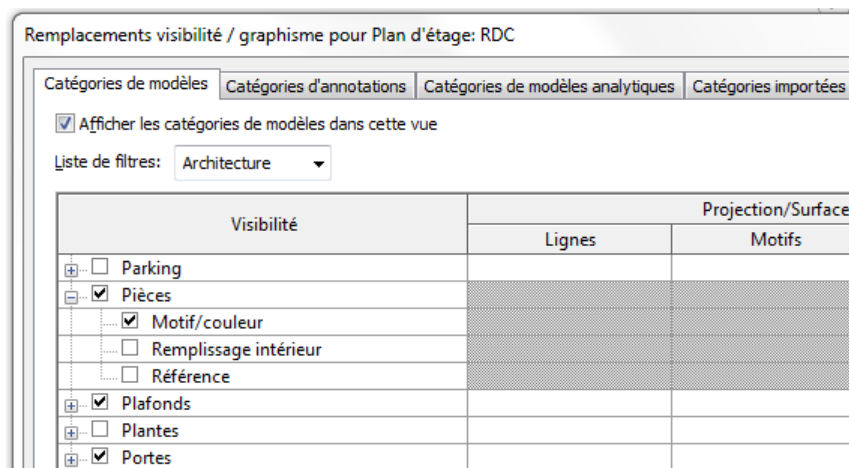 Remplacements visibilité / graphisme pour Plan d'étage: RDC
Catégories de modèles Catégories d'annotations Catégories de modèles analytiques Catégories importées
Afficher les catégories de modèles dans cette vue
Liste de filtres: Architecture
Visibilité Projection/Surface
Lignes Motifs
Parking
Pièces
Motif/couleur
Remplissage intérieur
Référence
Plafonds
Plantes
Portes